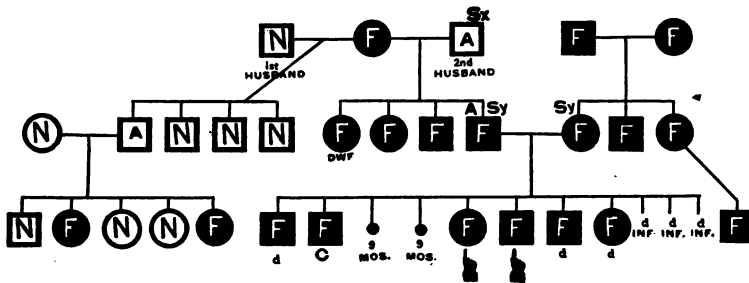 Sx
N F A F F
1st HUSBAND 2nd HUSBAND
A Sy Sy
N A N N N F F F F F F F
DWF
N F N N F F F F F F F d d d F
d C 9 MOS. 9 MOS. d d INF. INF. INF.